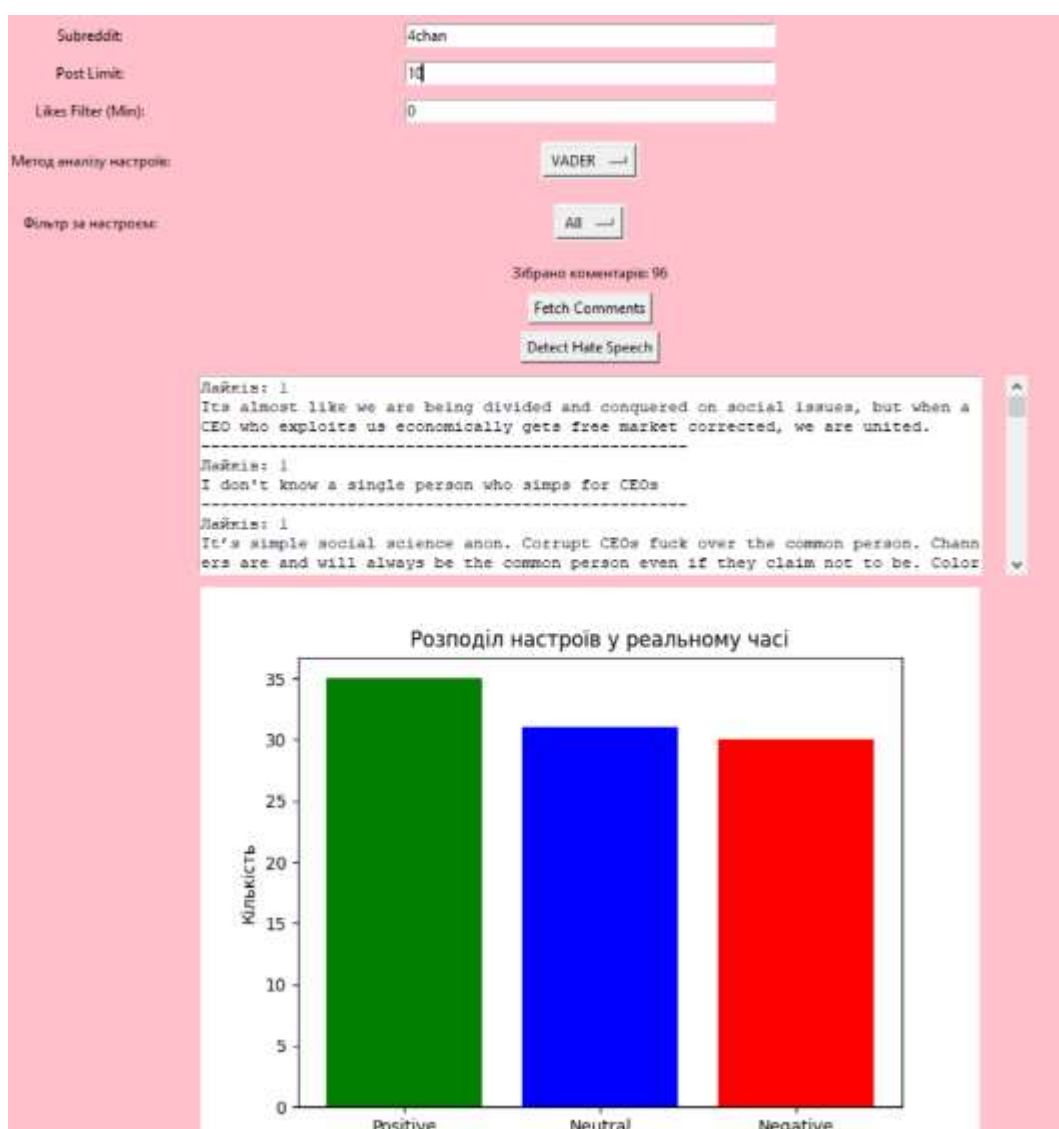 Subreddit: 4chan
Post Limit: 10
Likes Filter (Min): 0
Метод аналізу настроїв: VADER
Фільтр за настроєм: All
Зібрано коментарів: 96
Fetch Comments
Detect Hate Speech
Лайків: 1
Its almost like we are being divided and conquered on social issues, but when a
CEO who exploits us economically gets free market corrected, we are united.
------------------------------------------------------
Лайків: 1
I don't know a single person who simps for CEOs
------------------------------------------------------
Лайків: 1
It’s simple social science anon. Corrupt CEOs fuck over the common person. Chann
ers are and will always be the common person even if they claim not to be. Color
Розподіл настроїв у реальному часі
35
30
25
20
15
10
5
0
Кількість
Positive Neutral Negative